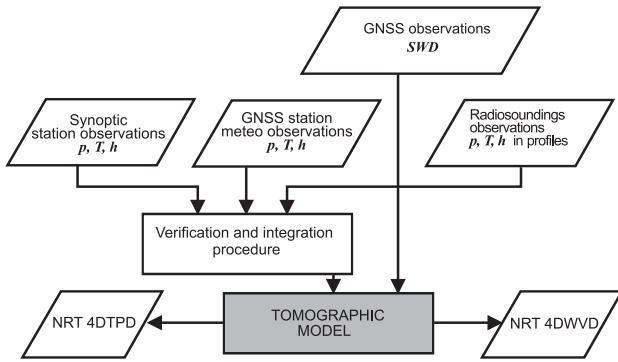 GNSS observations
SWD
Synoptic
station observations
p, T, h
GNSS station
meteo observations
p, T, h
Radiosoundings
observations
p, T, h in profiles
Verification and integration
procedure
NRT 4DTPD
TOMOGRAPHIC
MODEL
NRT 4DWVD